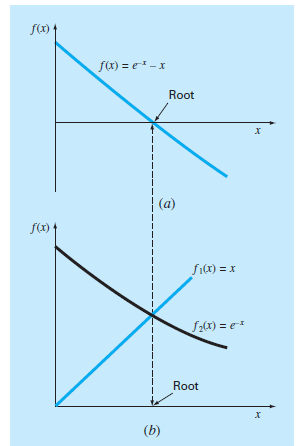 f(x)
f(x) = e⁻ˣ – x
Root
x
(a)
f(x)
f₁(x) = x
f₂(x) = e⁻ˣ
Root
x
(b)